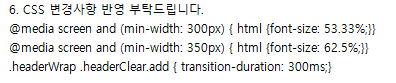 6. CSS 변경사항 반영 부탁드립니다.
@media screen and (min-width: 300px) { html {font-size: 53.33%;}}
@media screen and (min-width: 350px) { html {font-size: 62.5%;}}
.headerWrap .headerClear.add { transition-duration: 300ms;}